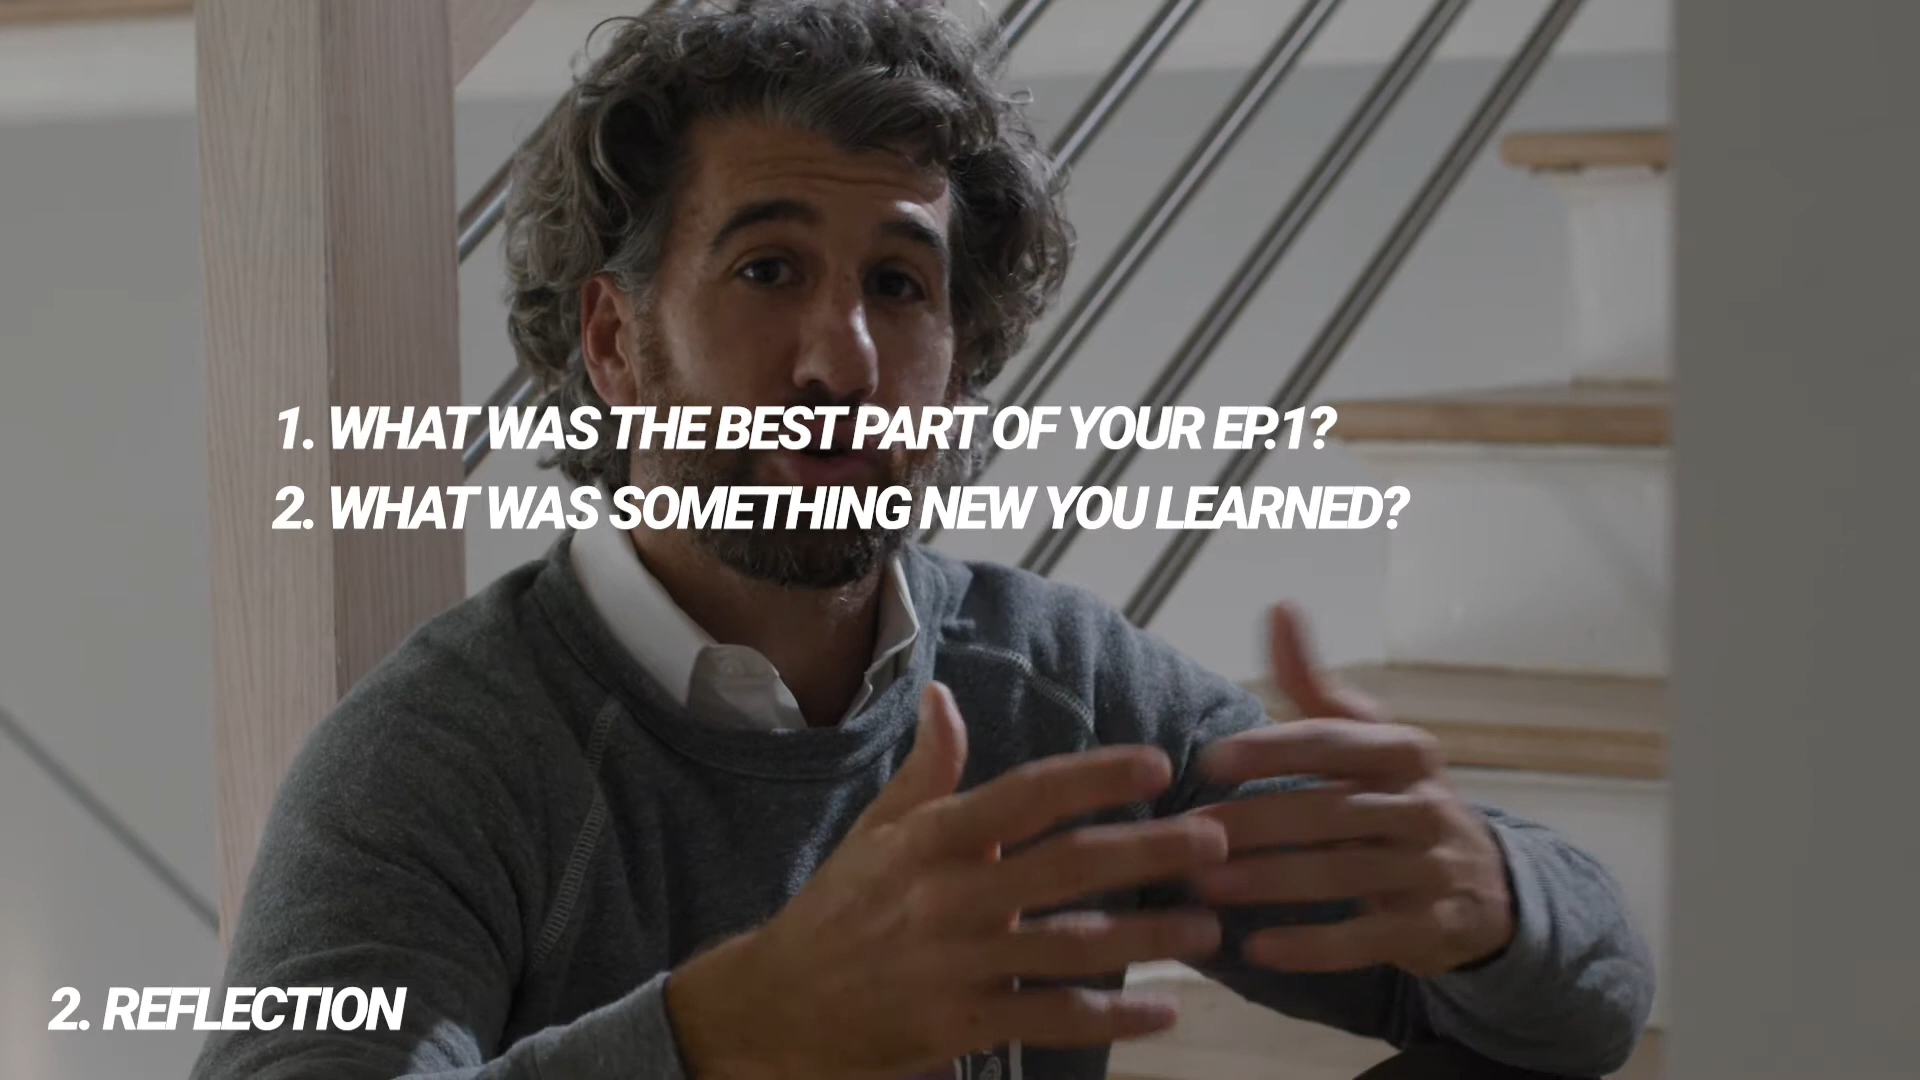 1. WHAT WAS THE BEST PART OF YOUR EP.1?
2. WHAT WAS SOMETHING NEW YOU LEARNED?
2. REFLECTION